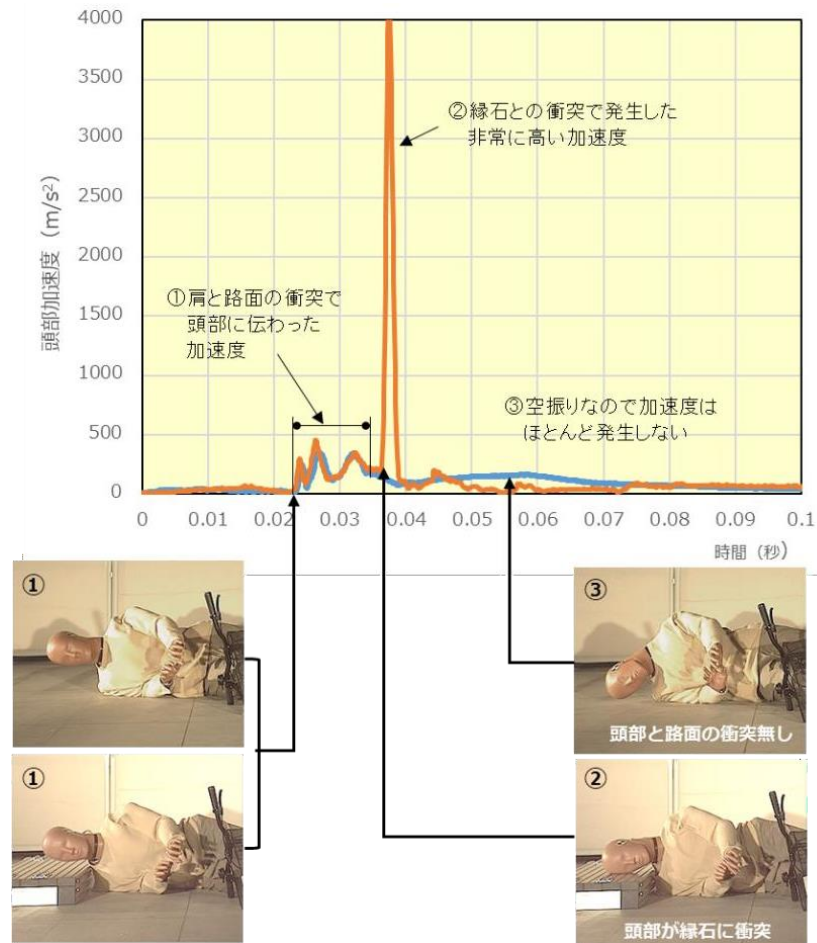 4000
3500
3000
2500
2000
1500
1000
500
0
頭部加速度（m/s²）
②縁石との衝突で発生した
非常に高い加速度
①肩と路面の衝突で
頭部に伝わった
加速度
③空振りなので加速度は
ほとんど発生しない
0 0.01 0.02 0.03 0.04 0.05 0.06 0.07 0.08 0.09 0.1
時間（秒）
①
③
頭部と路面の衝突無し
①
②
頭部が縁石に衝突